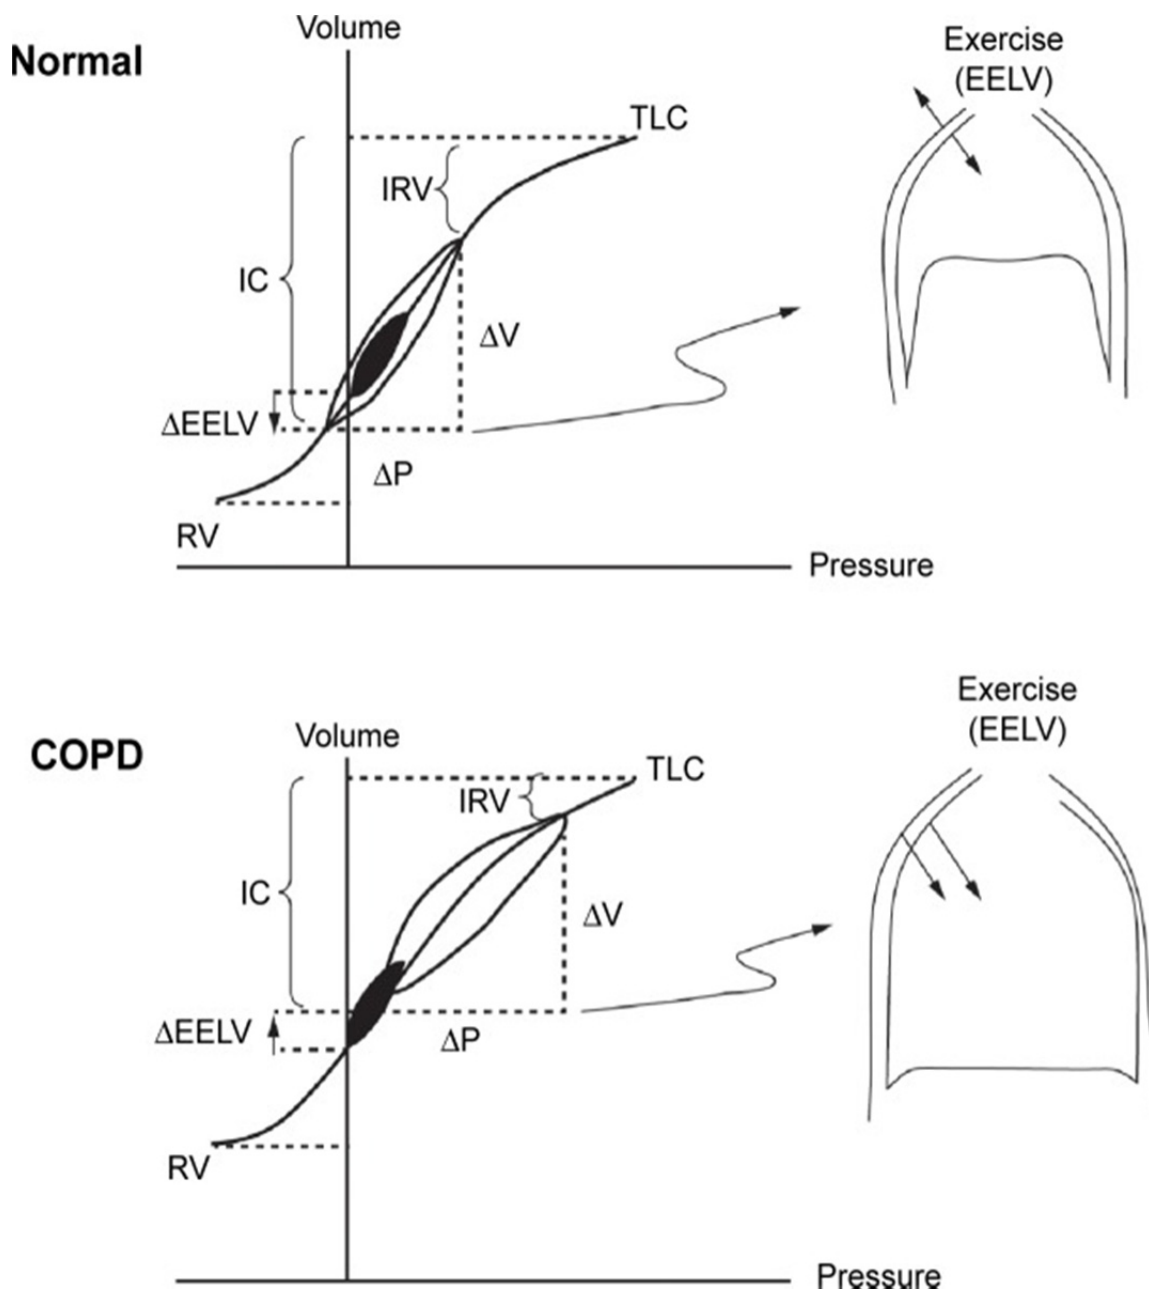 Normal
Volume
TLC
IRV
IC
ΔV
ΔEELV
ΔP
RV
Pressure
Exercise
(EELV)
COPD
Volume
TLC
IRV
IC
ΔV
ΔEELV
ΔP
RV
Pressure
Exercise
(EELV)